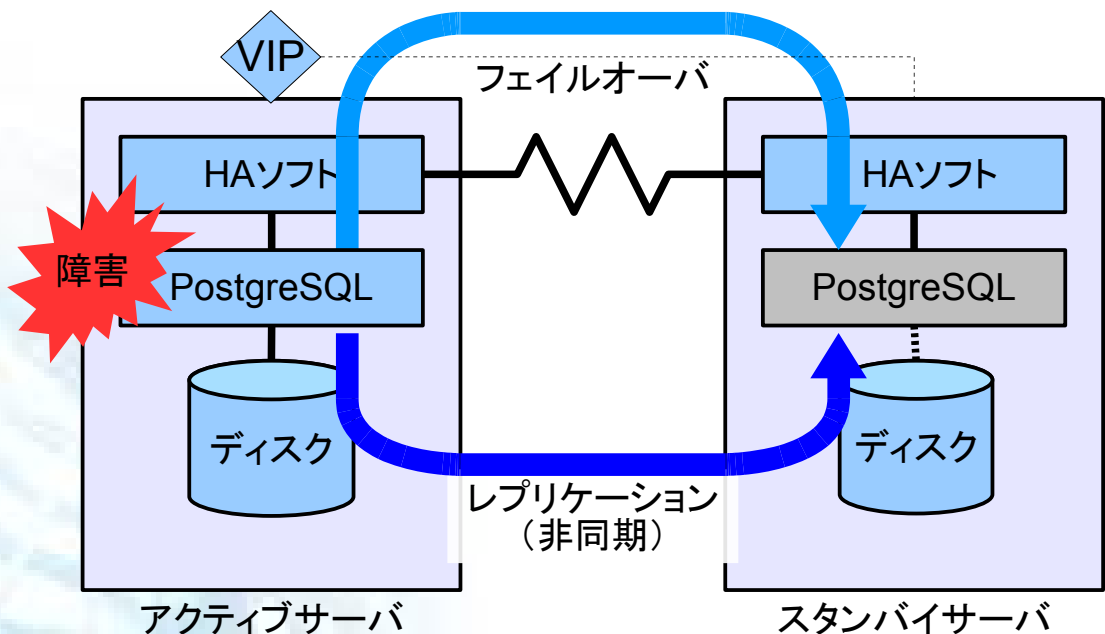 VIP
フェイルオーバ
HAソフト
HAソフト
障害
PostgreSQL
PostgreSQL
ディスク
ディスク
レプリケーション
（非同期）
アクティブサーバ
スタンバイサーバ